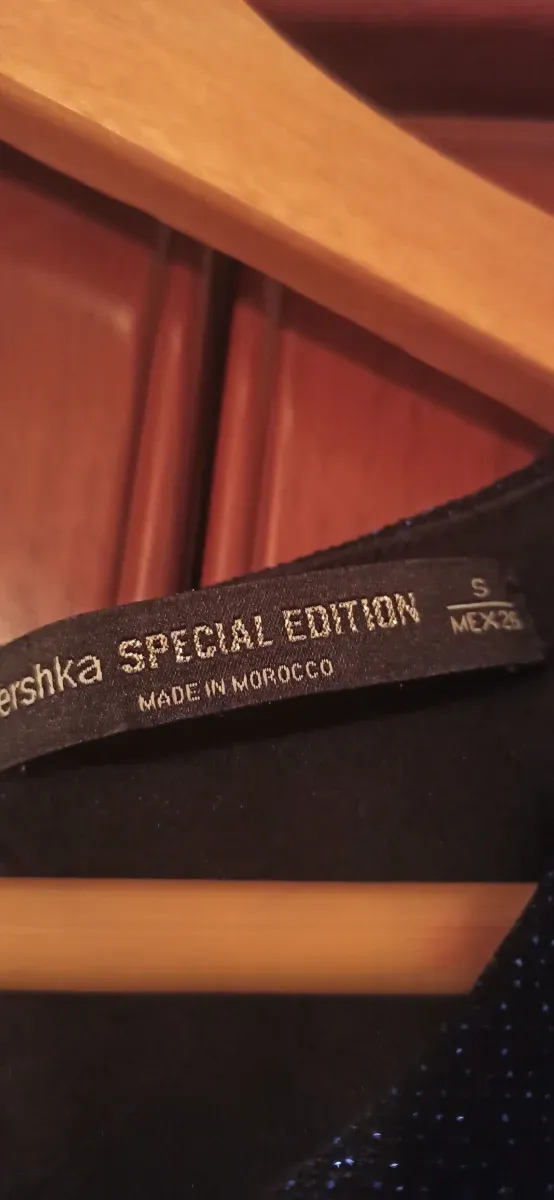 ershka SPECIAL EDITION
MADE IN MOROCCO
S
MEX 26